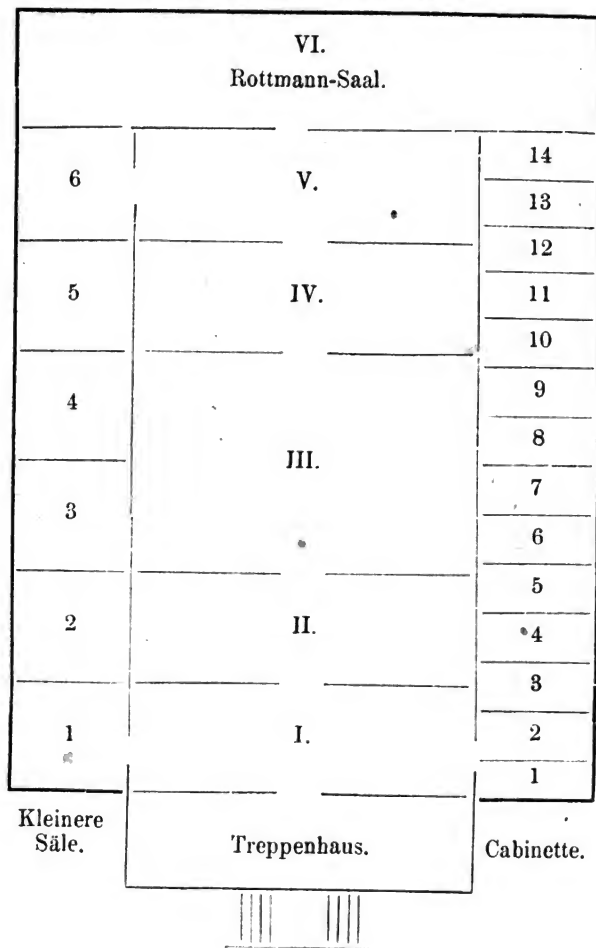 VI.
Rottmann-Saal.
6
V.
14
13
5
IV.
12
11
10
4
III.
9
8
3
7
6
2
II.
5
4
3
1
I.
2
1
Kleinere
Säle.
Treppenhaus.
Cabinette.